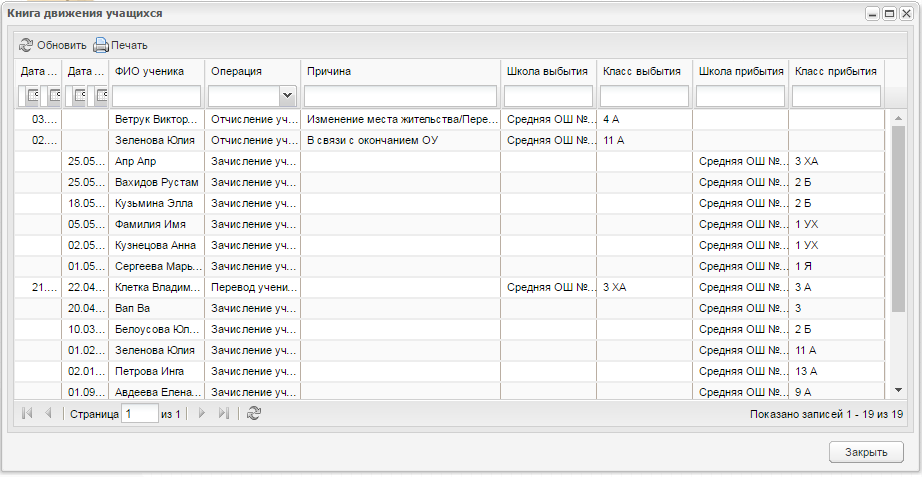 Книга движения учащихся
Обновить Печать
Дата ... Дата ... ФИО ученика Операция Причина Школа выбытия Класс выбытия Школа прибытия Класс прибытия
03.... Ветрук Виктор... Отчисление уч... Изменение места жительства/Пере... Средняя ОШ №... 4 А
02.... Зеленова Юлия Отчисление уч... В связи с окончанием ОУ Средняя ОШ №... 11 А
25.05... Апр Апр Зачисление уч... Средняя ОШ №... 3 ХА
25.05... Вахидов Рустам Зачисление уч... Средняя ОШ №... 2 Б
18.05... Кузьмина Элла Зачисление уч... Средняя ОШ №... 2 Б
05.05... Фамилия Имя Зачисление уч... Средняя ОШ №... 1 УХ
02.05... Кузнецова Анна Зачисление уч... Средняя ОШ №... 1 УХ
01.05... Сергеева Марь... Зачисление уч... Средняя ОШ №... 1 Я
21.... 22.04... Клетка Владим... Перевод учени... Средняя ОШ №... 3 ХА Средняя ОШ №... 3 А
20.04... Вап Ва Зачисление уч... Средняя ОШ №... 3
10.03... Белоусова Юл... Зачисление уч... Средняя ОШ №... 2 Б
01.02... Зеленова Юлия Зачисление уч... Средняя ОШ №... 11 А
02.01... Петрова Инга Зачисление уч... Средняя ОШ №... 13 А
01.09... Авдеева Елена... Зачисление уч... Средняя ОШ №... 9 А
Страница 1 из 1 Показано записей 1 - 19 из 19
Закрыть